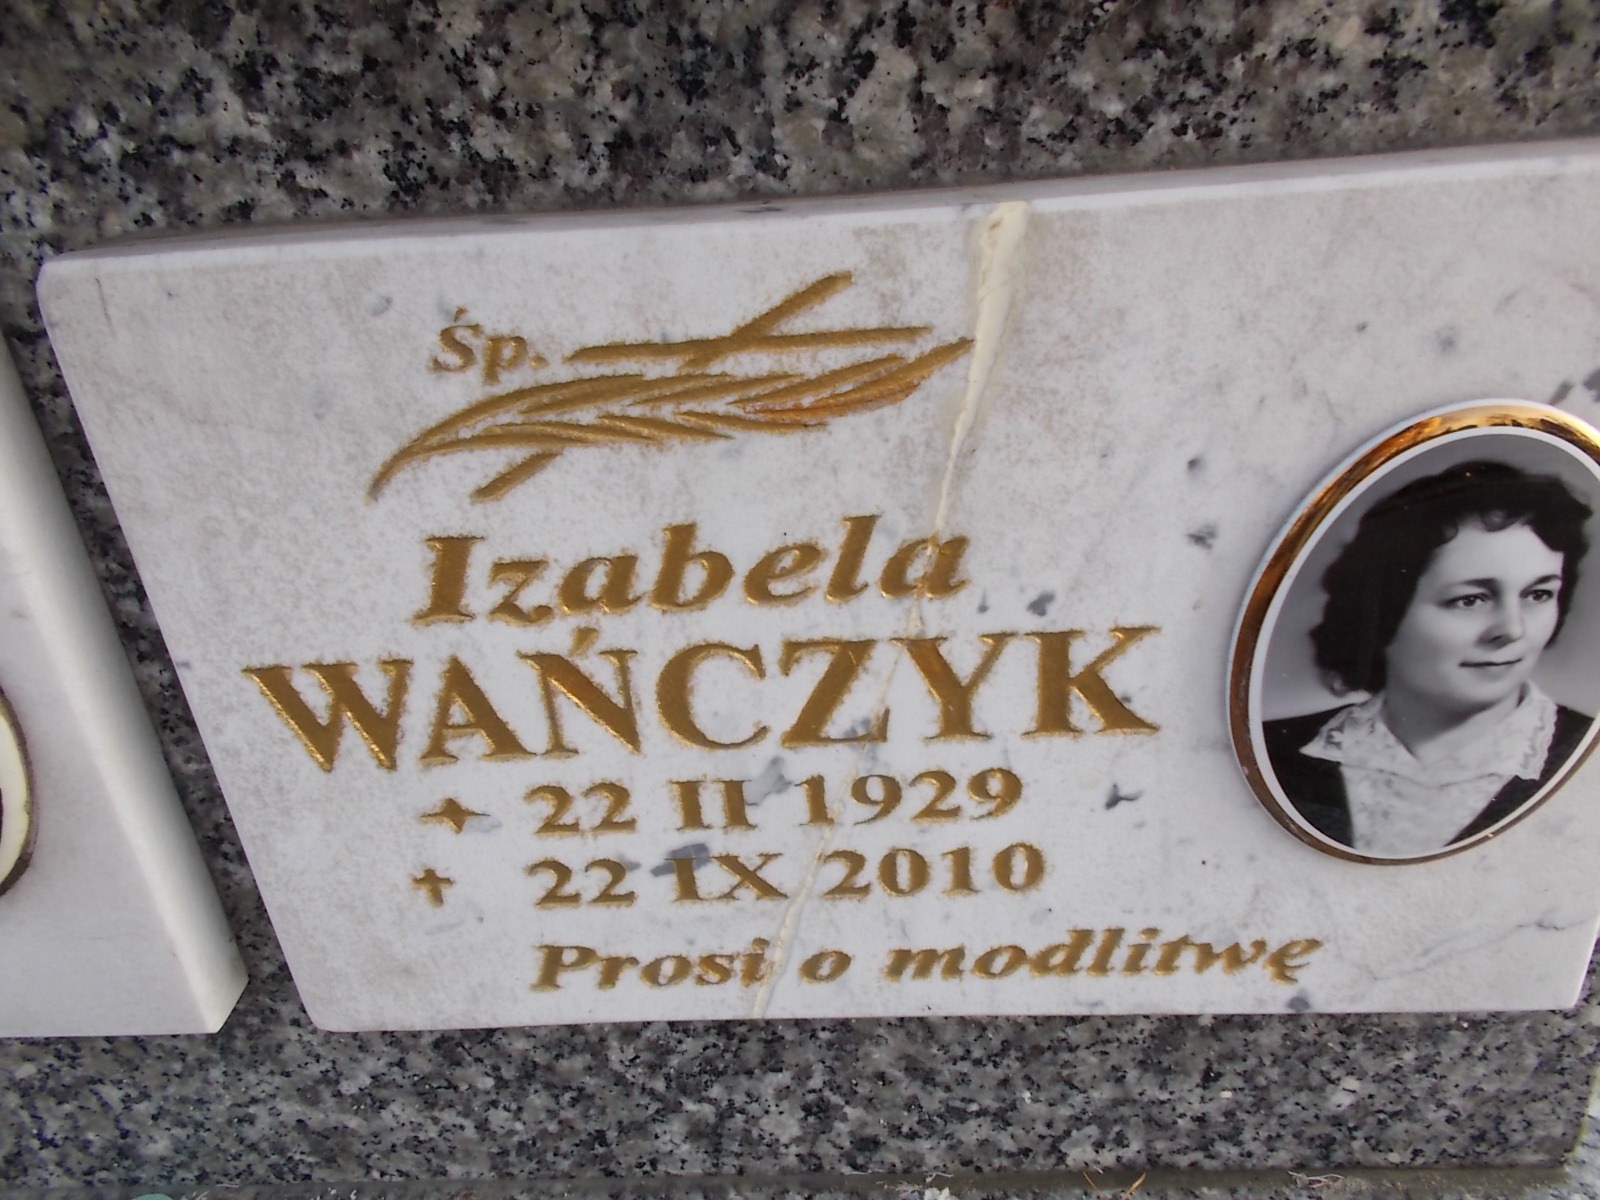 Śp.
Izabela
WAŃCZYK
22 II 1929
† 22 IX 2010
Prosi o modlitwę